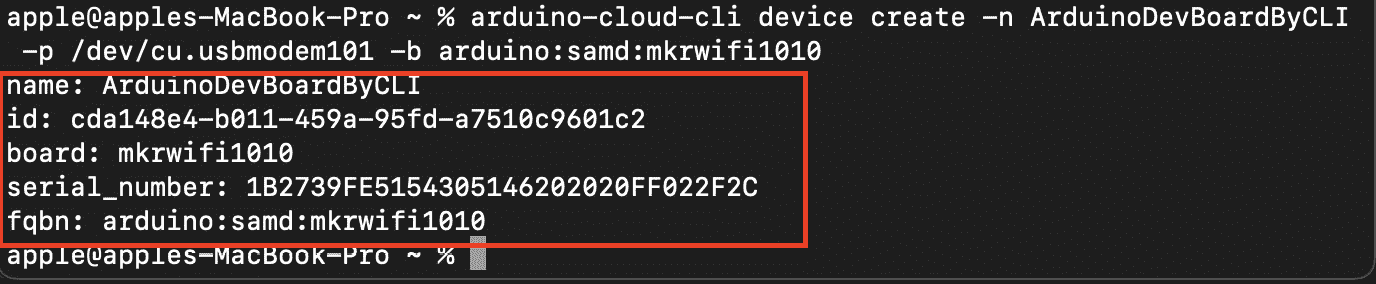 apple@apples-MacBook-Pro ~ % arduino-cloud-cli device create -n ArduinoDevBoardByCLI
-p /dev/cu.usbmodem101 -b arduino:samd:mkrwifi1010
name: ArduinoDevBoardByCLI
id: cda148e4-b011-459a-95fd-a7510c9601c2
board: mkrwifi1010
serial_number: 1B2739FE5154305146202020FF022F2C
fqbn: arduino:samd:mkrwifi1010
apple@apples-MacBook-Pro ~ %